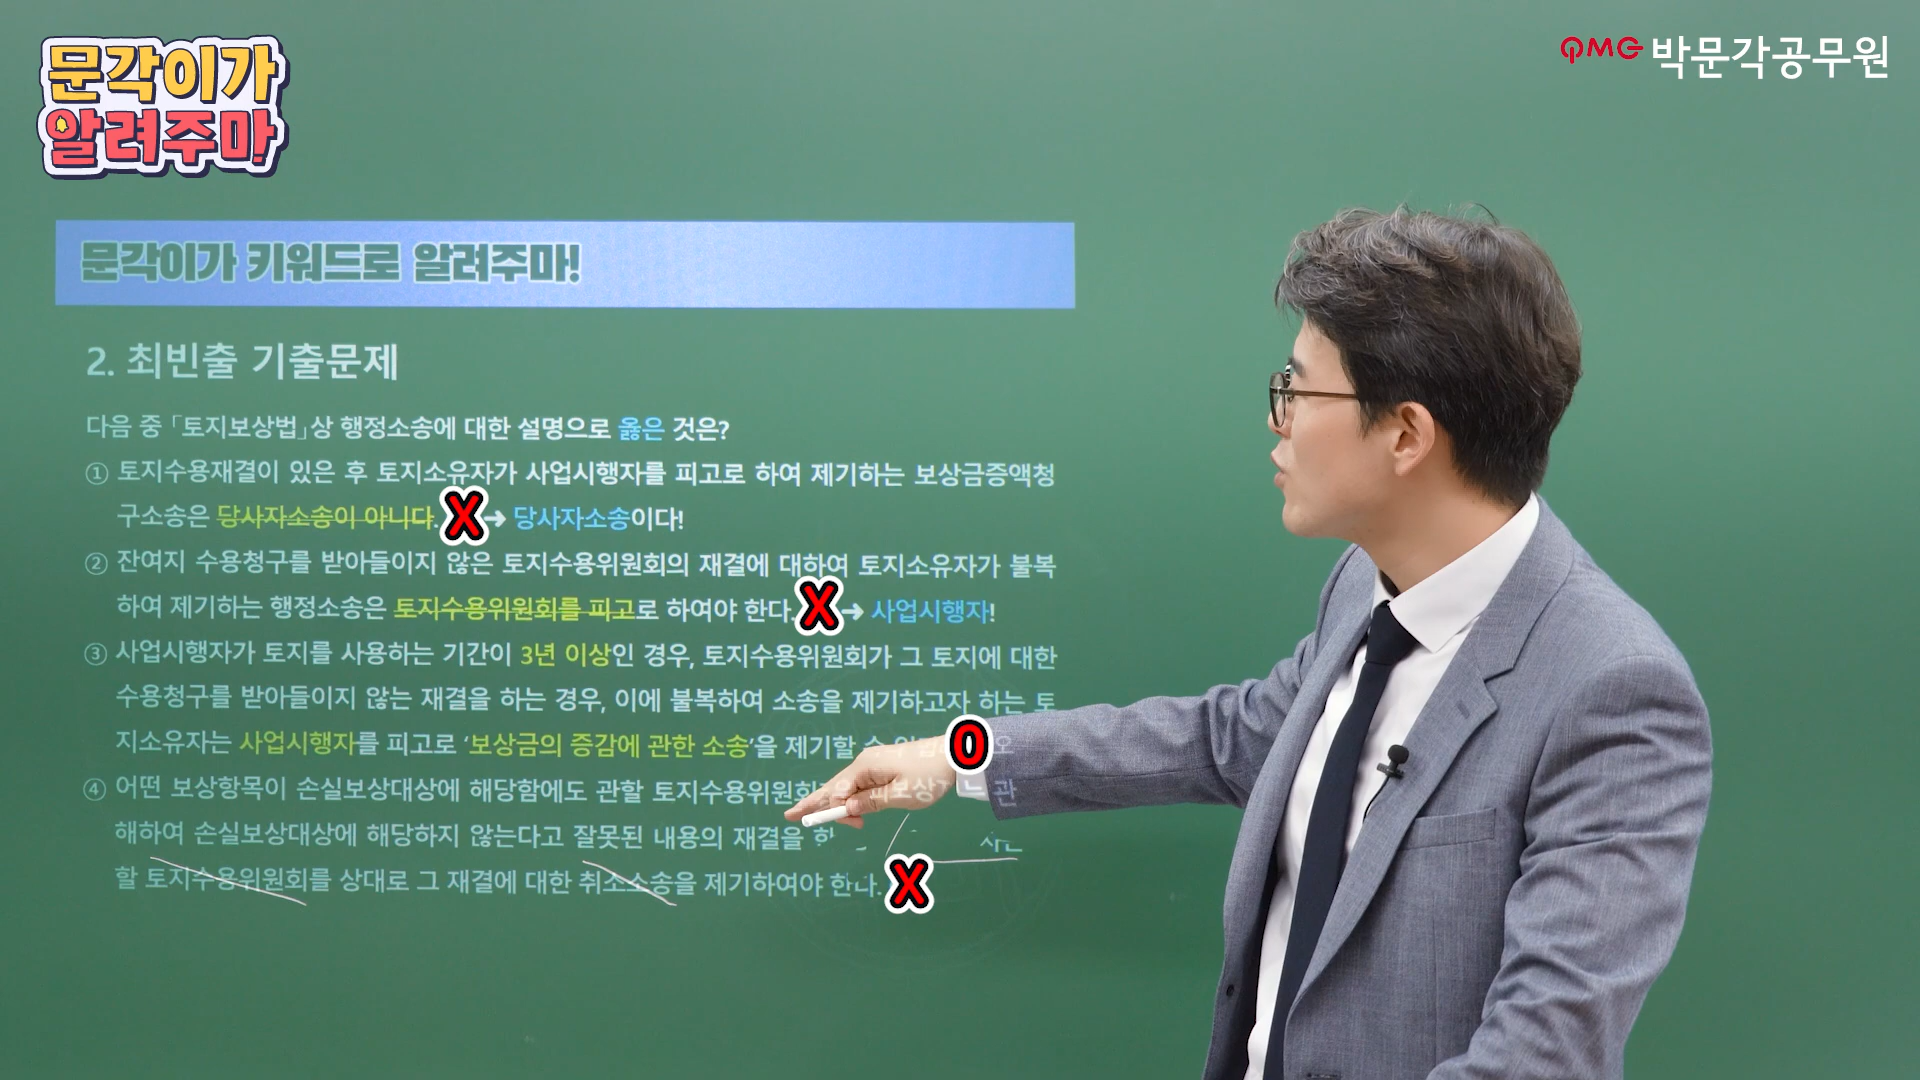 문각이가
알려주마
PMG 박문각공무원
문각이가 키워드로 알려주마!
2. 최빈출 기출문제
다음 중 「토지보상법」상 행정소송에 대한 설명으로 옳은 것은?
① 토지수용재결이 있은 후 토지소유자가 사업시행자를 피고로 하여 제기하는 보상금증액청
구소송은 당사자소송이 아니다. X → 당사자소송이다!
② 잔여지 수용청구를 받아들이지 않은 토지수용위원회의 재결에 대하여 토지소유자가 불복
하여 제기하는 행정소송은 토지수용위원회를 피고로 하여야 한다. X → 사업시행자!
③ 사업시행자가 토지를 사용하는 기간이 3년 이상인 경우, 토지수용위원회가 그 토지에 대한
수용청구를 받아들이지 않는 재결을 하는 경우, 이에 불복하여 소송을 제기하고자 하는 토
지소유자는 사업시행자를 피고로 '보상금의 증감에 관한 소송'을 제기할 O
④ 어떤 보상항목이 손실보상대상에 해당함에도 관할 토지수용위원회 관
해하여 손실보상대상에 해당하지 않는다고 잘못된 내용의 재결을
할 토지수용위원회를 상대로 그 재결에 대한 취소소송을 제기하여야 한다. X